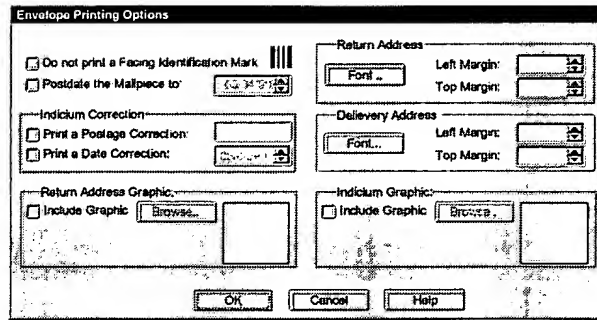 Envelope Printing Options
Do not print a Facing Identification Mark
Postdate the Mailpiece to:
Indicium Correction
Print a Postage Correction:
Print a Date Correction:
Return Address Graphic:
Include Graphic Browse...
Return Address
Font ..
Left Margin:
Top Margin:
Dalievery Address
Font...
Left Margin:
Top Margin:
Indicium Graphic:
Include Graphic Browse..
OK Cancel Help